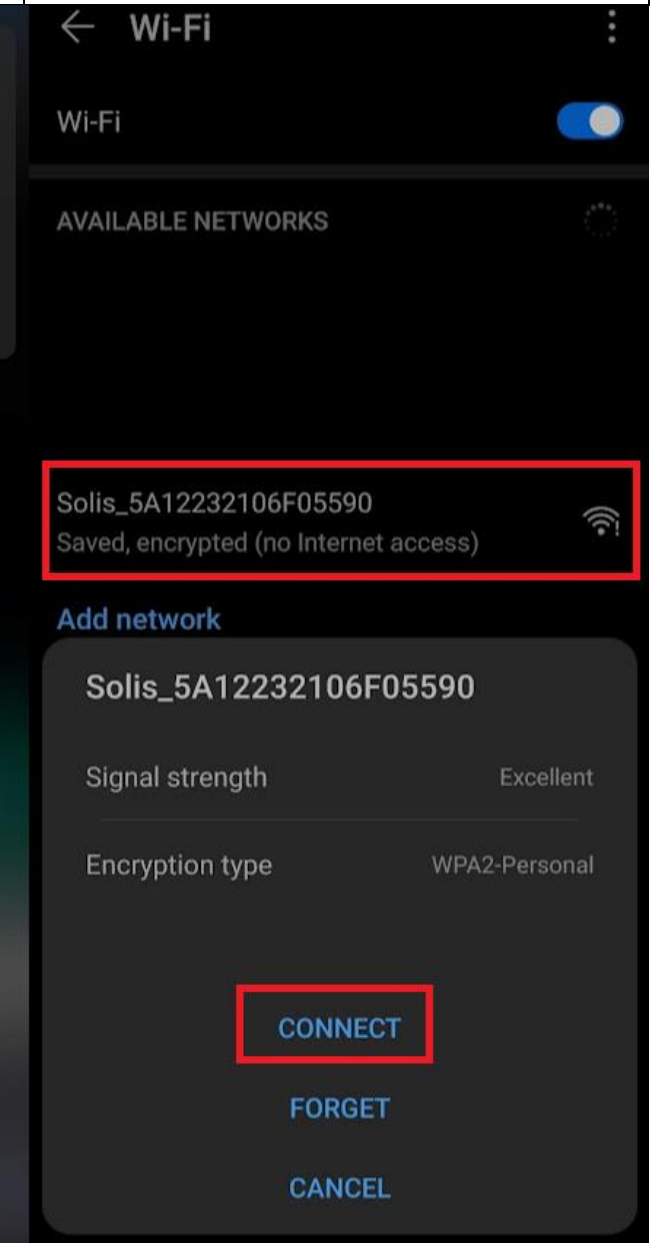 Wi-Fi
Wi-Fi
AVAILABLE NETWORKS
Solis_5A12232106F05590
Saved, encrypted (no Internet access)
Add network
Solis_5A12232106F05590
Signal strength Excellent
Encryption type WPA2-Personal
CONNECT
FORGET
CANCEL